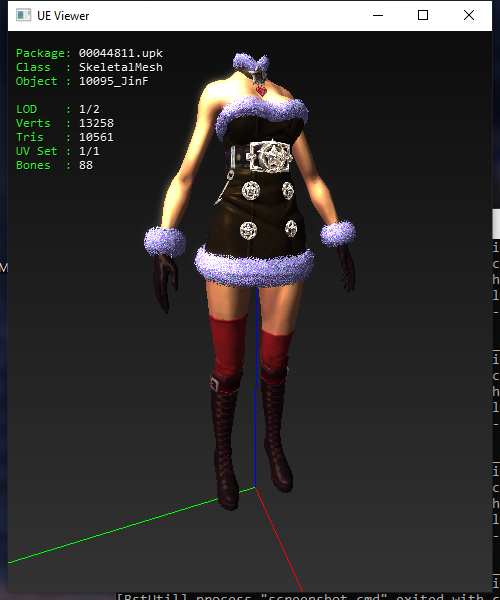 UE Viewer
Package: 00044811.upk
Class : SkeletalMesh
Object : 10095_JinF
LOD : 1/2
Verts : 13258
Tris : 10561
UV Set : 1/1
Bones : 88
M
i
c
h
l
-
i
c
h
l
-
i
c
h
l
-
i
[BstUtil] process "screenshot.cmd" exited with c